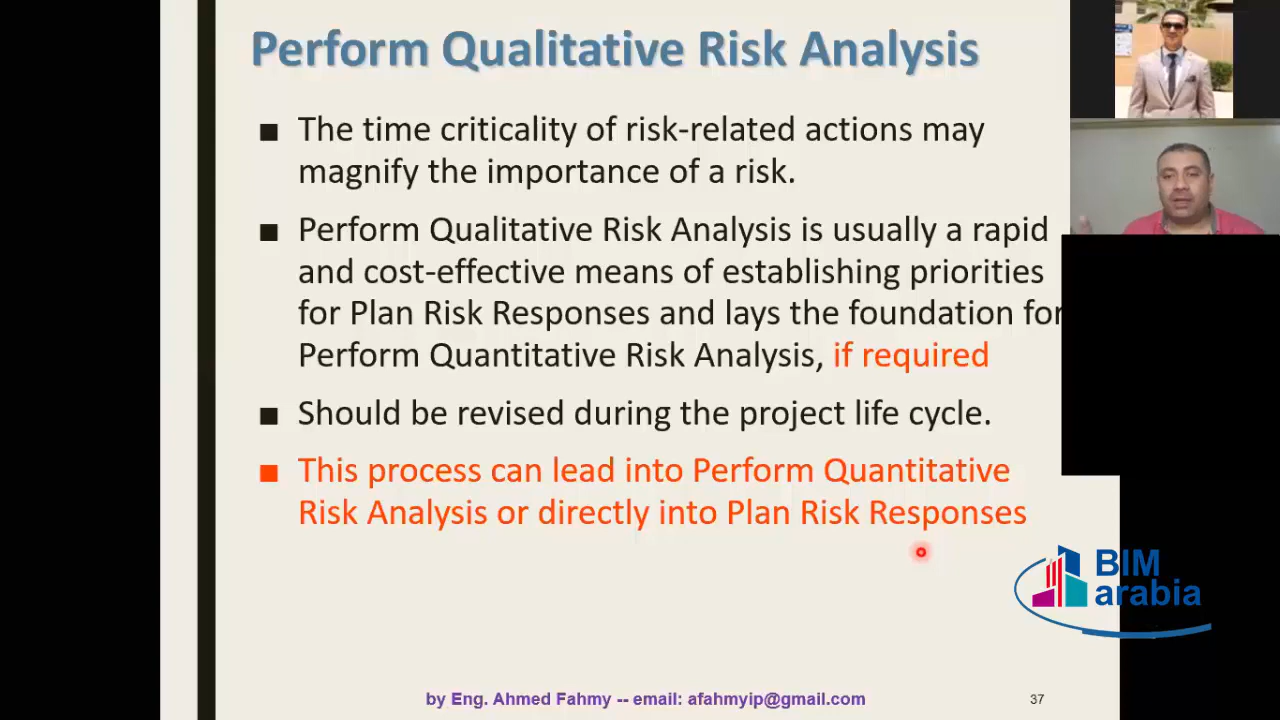 Perform Qualitative Risk Analysis
■ The time criticality of risk-related actions may
magnify the importance of a risk.
■ Perform Qualitative Risk Analysis is usually a rapid
and cost-effective means of establishing priorities
for Plan Risk Responses and lays the foundation for
Perform Quantitative Risk Analysis, if required
■ Should be revised during the project life cycle.
■ This process can lead into Perform Quantitative
Risk Analysis or directly into Plan Risk Responses
BIM
arabia
by Eng. Ahmed Fahmy -- email: afahmyip@gmail.com
37